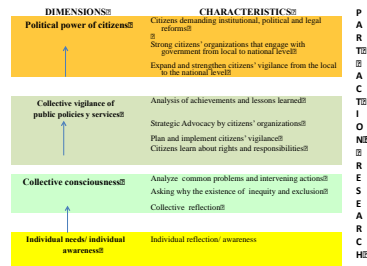 DIMENSIONS⍰ CHARACTERISTICS⍰
Political power of citizens⍰
Citizens demanding institutional, political and legal
reforms⍰
⍰
Strong citizens' organizations that engage with
government from local to national level⍰
Expand and strengthen citizens' vigilance from the local
to the national level⍰
Collective vigilance of
public policies y services⍰
Analysis of achievements and lessons learned⍰
Strategic Advocacy by citizens' organizations⍰
Plan and implement citizens' vigilance⍰
Citizens learn about rights and responsibilities⍰
Collective consciousness⍰
Analyze common problems and intervening actions⍰
Asking why the existence of inequity and exclusion⍰
Collective reflection⍰
Individual needs/ individual
awareness⍰
Individual reflection/ awareness
P
A
R
T⍰
⍰
A
C
T
I
O
N⍰
⍰
R
E
S
E
A
R
C
H⍰